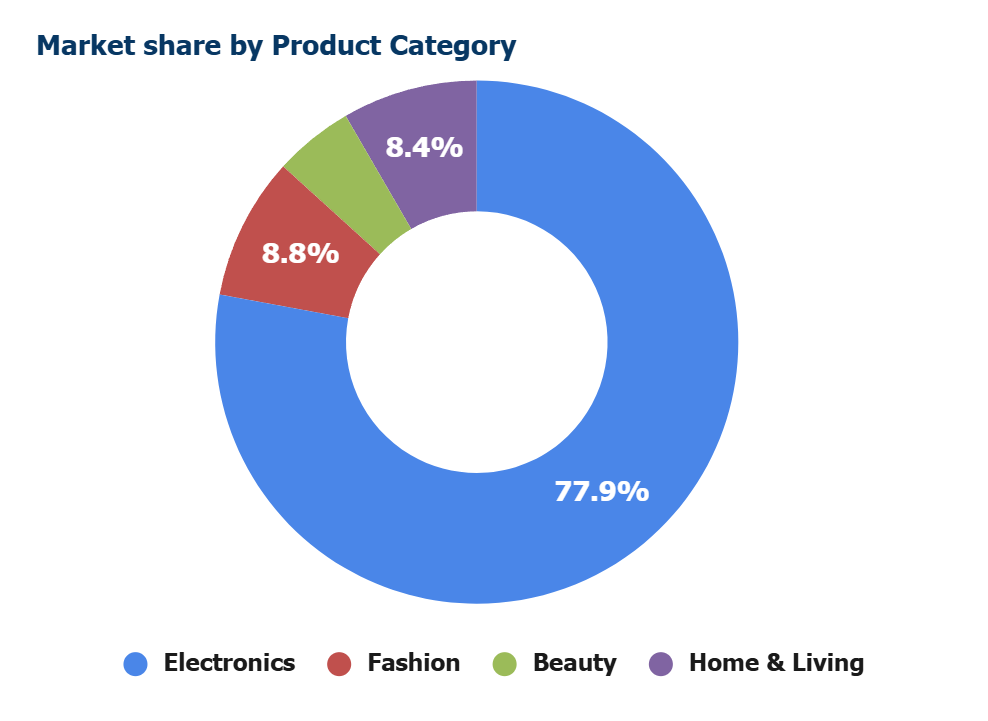 Market share by Product Category
8.4%
8.8%
77.9%
Electronics Fashion Beauty Home & Living